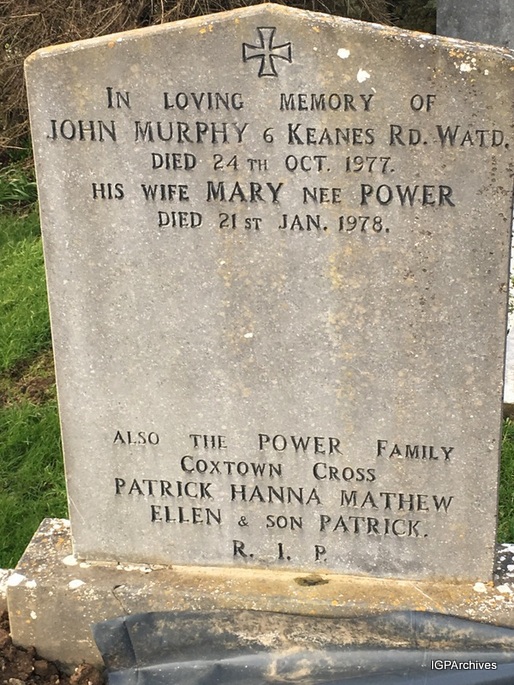 IN LOVING MEMORY OF
JOHN MURPHY 6 KEANES RD. WATD.
DIED 24TH OCT. 1977.
HIS WIFE MARY NEE POWER
DIED 21ST JAN. 1978.
ALSO THE POWER FAMILY
COXTOWN CROSS
PATRICK HANNA MATHEW
ELLEN & SON PATRICK.
R. I. P.
IGPArchives